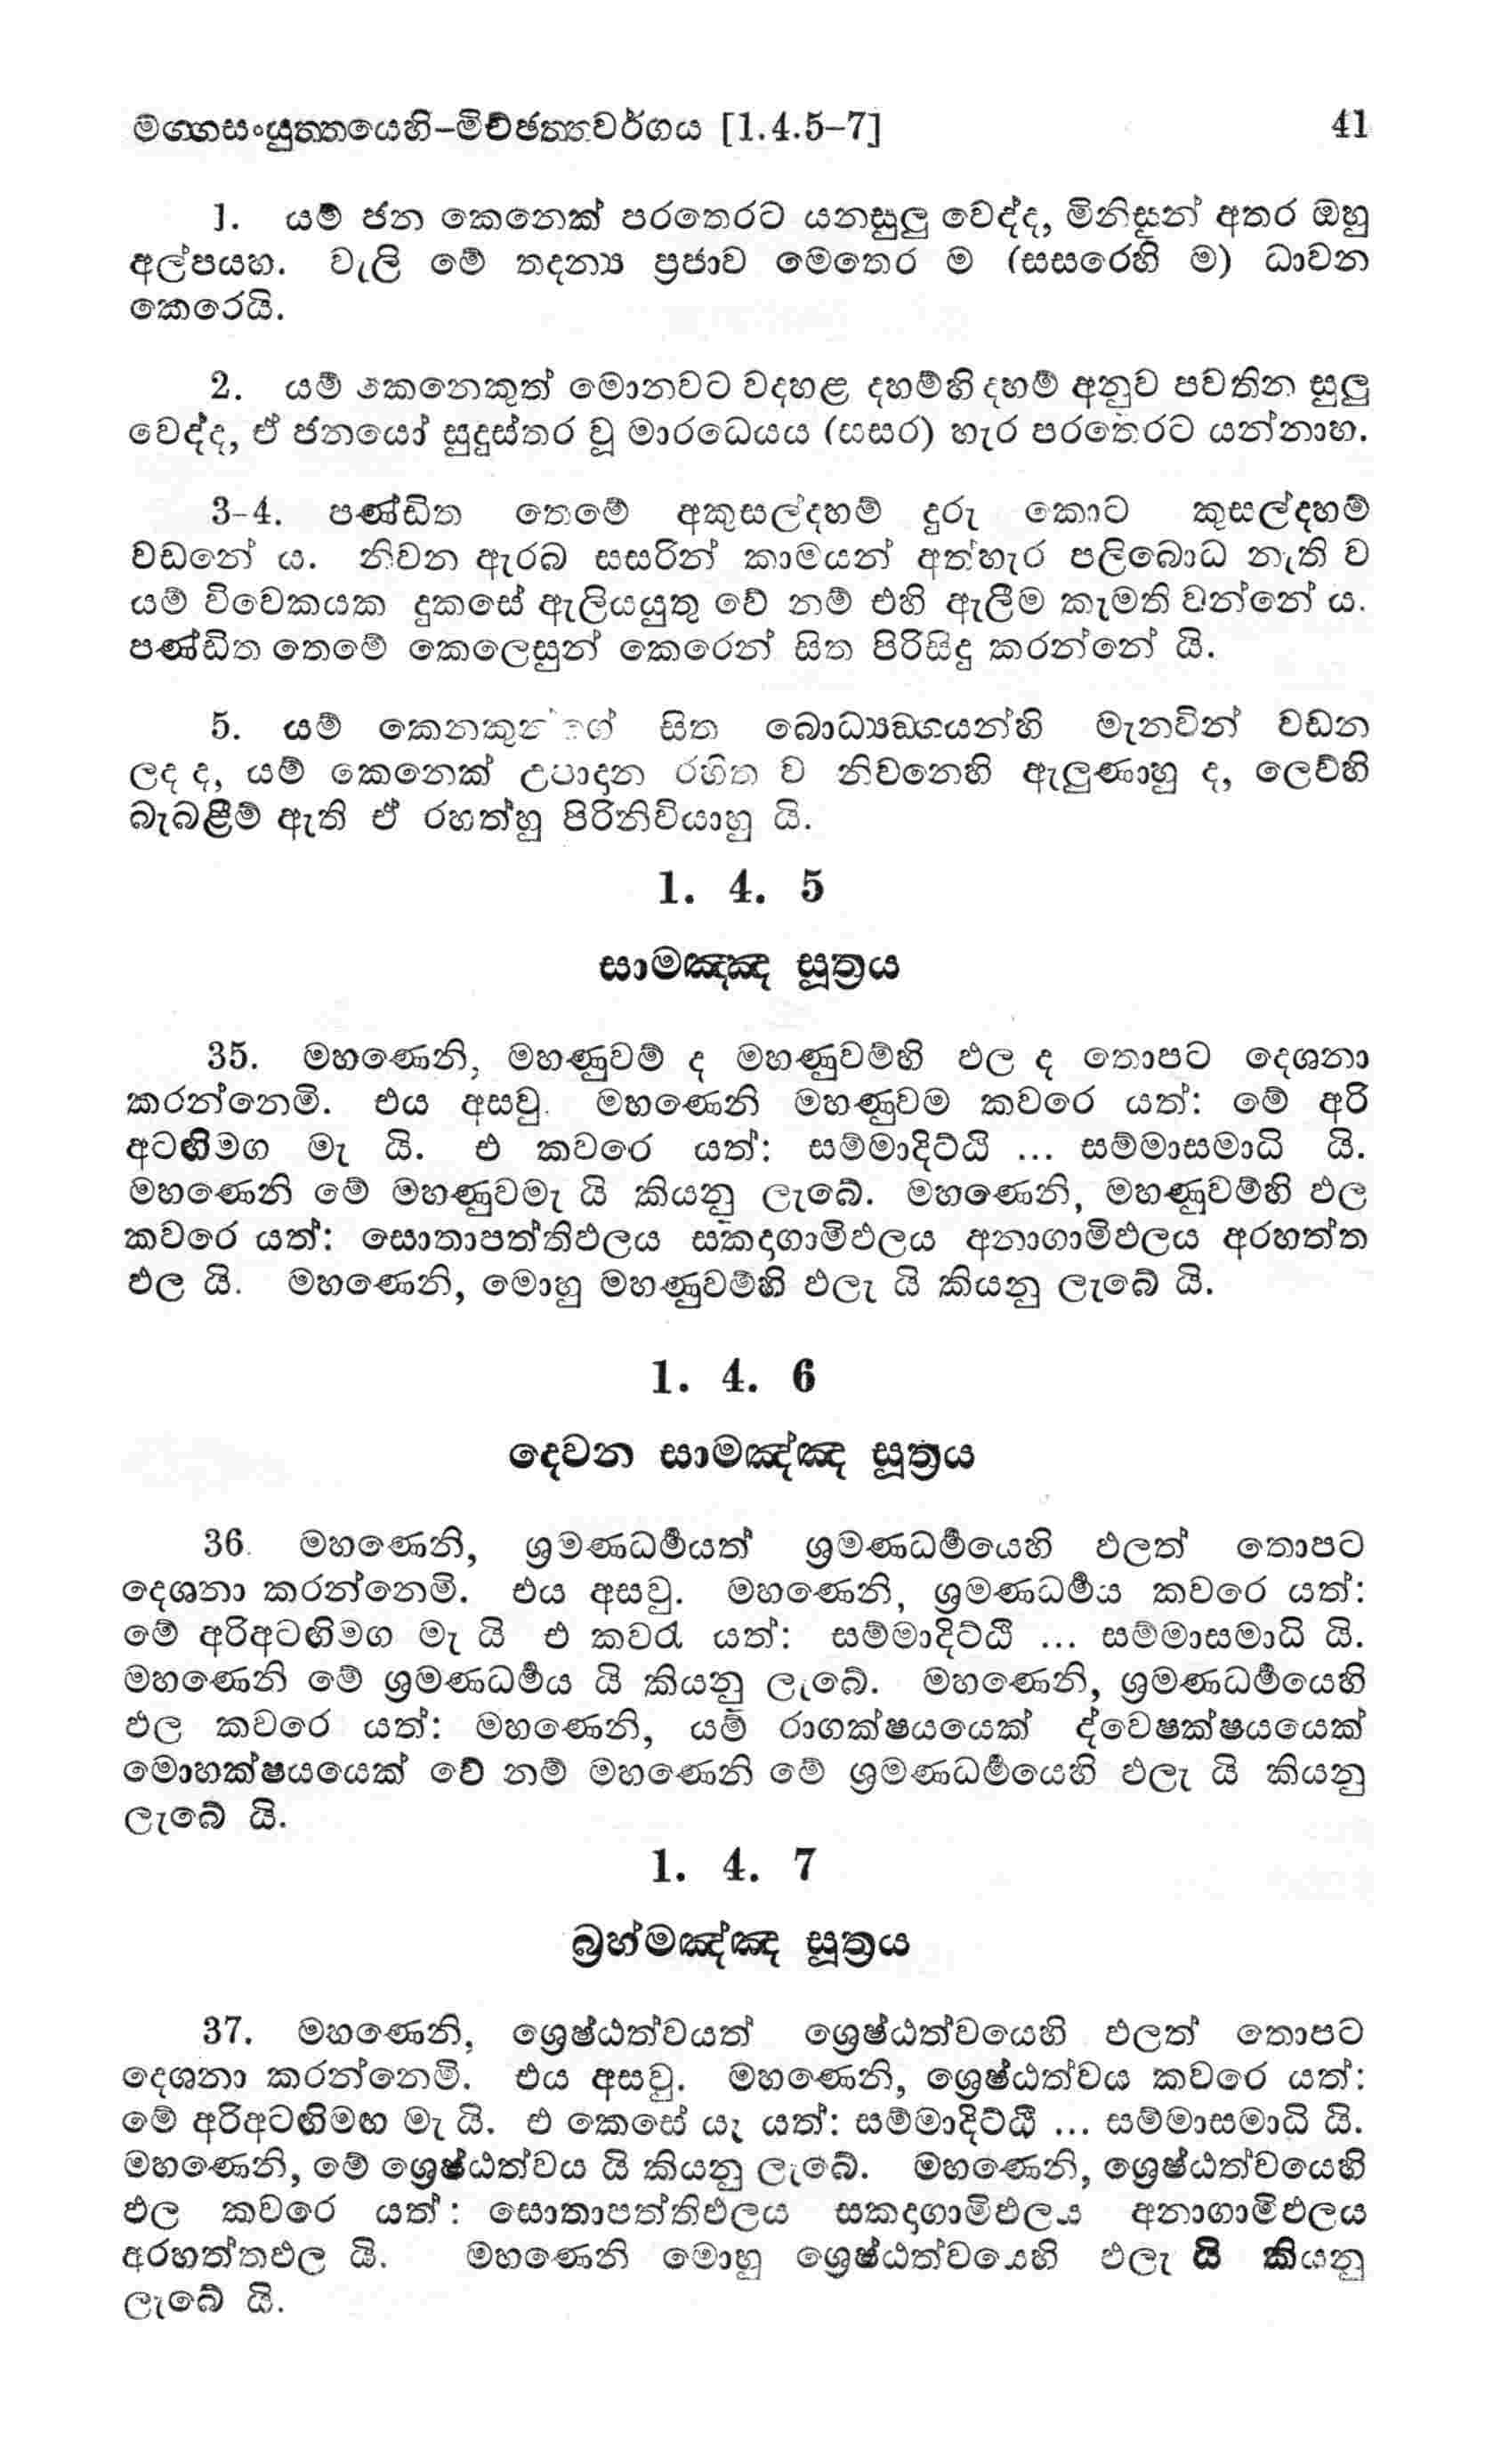 මග්ගසංයුත්තයෙහි-මිච්ඡත්තවර්ගය [1.4.5-7] 41
1. යම් ජන කෙනෙක් පරතෙරට යනසුලු වෙද්ද, මිනිසුන් අතර ඔහු
අල්පයහ. වැලි මේ තදන්‍ය ප්‍රජාව මෙතෙර ම (සසරෙහි ම) ධාවන
කෙරෙයි.
2. යම් කෙනෙකුත් මොනවට වදහළ දහම්හි දහම් අනුව පවතින සුලු
වෙද්ද, ඒ ජනයෝ සුදුස්තර වූ මාරධෙයය (සසර) හැර පරතෙරට යන්නාහ.
3-4. පණ්ඩිත තෙමේ අකුසල්දහම් දුරු කොට කුසල්දහම්
වඩනේ ය. නිවන ඇරබ සසරින් කාමයන් අත්හැර පලිබොධ නැති ව
යම් විවෙකයක දුකසේ ඇලියයුතු වේ නම් එහි ඇලීම කැමති වන්නේ ය.
පණ්ඩිත තෙමේ කෙලෙසුන් කෙරෙන් සිත පිරිසිදු කරන්නේ යි.
5. යම් කෙනකුන්ගේ සිත බොධ්‍යඞ්ගයන්හි මැනවින් වඩන
ලද ද, යම් කෙනෙක් උපාදාන රහිත ව නිවනෙහි ඇලුණාහු ද, ලෙව්හි
බැබළීම් ඇති ඒ රහත්හු පිරිනිවියාහු යි.
1. 4. 5
සාමඤ්ඤ සූත්‍රය
35. මහණෙනි, මහණුවම් ද මහණුවම්හි ඵල ද තොපට දෙශනා
කරන්නෙමි. එය අසවු. මහණෙනි මහණුවම කවරෙ යත්: මේ අරි
අටඟිමග මැ යි. එ කවරෙ යත්: සම්මාදිට්ඨි ... සම්මාසමාධි යි.
මහණෙනි මේ මහණුවමැ යි කියනු ලැබේ. මහණෙනි, මහණුවම්හි ඵල
කවරෙ යත්: සොතාපත්තිඵලය සකදාගාමිඵලය අනාගාමිඵලය අරහත්ත
ඵල යි. මහණෙනි, මොහු මහණුවම්හි ඵලැ යි කියනු ලැබේ යි.
1. 4. 6
දෙවන සාමඤ්ඤ සූත්‍රය
36. මහණෙනි, ශ්‍රමණධර්‍මයත් ශ්‍රමණධර්‍මයෙහි ඵලත් තොපට
දෙශනා කරන්නෙමි. එය අසවු. මහණෙනි, ශ්‍රමණධර්‍මය කවරෙ යත්:
මේ අරිඅටඟිමග මැ යි එ කවරැ යත්: සම්මාදිට්ඨි ... සම්මාසමාධි යි.
මහණෙනි මේ ශ්‍රමණධර්‍මය යි කියනු ලැබේ. මහණෙනි, ශ්‍රමණධර්‍මයෙහි
ඵල කවරෙ යත්: මහණෙනි, යම් රාගක්ෂයයෙක් ද්වෙෂක්ෂයයෙක්
මොහක්ෂයයෙක් වේ නම් මහණෙනි මේ ශ්‍රමණධර්‍මයෙහි ඵලැ යි කියනු
ලැබේ යි.
1. 4. 7
බ්‍රහ්මඤ්ඤ සූත්‍රය
37. මහණෙනි, ශ්‍රෙෂ්ඨත්වයත් ශ්‍රෙෂ්ඨත්වයෙහි ඵලත් තොපට
දෙශනා කරන්නෙමි. එය අසවු. මහණෙනි, ශ්‍රෙෂ්ඨත්වය කවරෙ යත්:
මේ අරිඅටඟිමඟ මැ යි. එ කෙසේ යැ යත්: සම්මාදිට්ඨි ... සම්මාසමාධි යි.
මහණෙනි, මේ ශ්‍රෙෂ්ඨත්වය යි කියනු ලැබේ. මහණෙනි, ශ්‍රෙෂ්ඨත්වයෙහි
ඵල කවරෙ යත්: සොතාපත්තිඵලය සකදාගාමිඵලය අනාගාමිඵලය
අරහත්තඵල යි. මහණෙනි මොහු ශ්‍රෙෂ්ඨත්වයෙහි ඵලැ යි කියනු
ලැබේ යි.